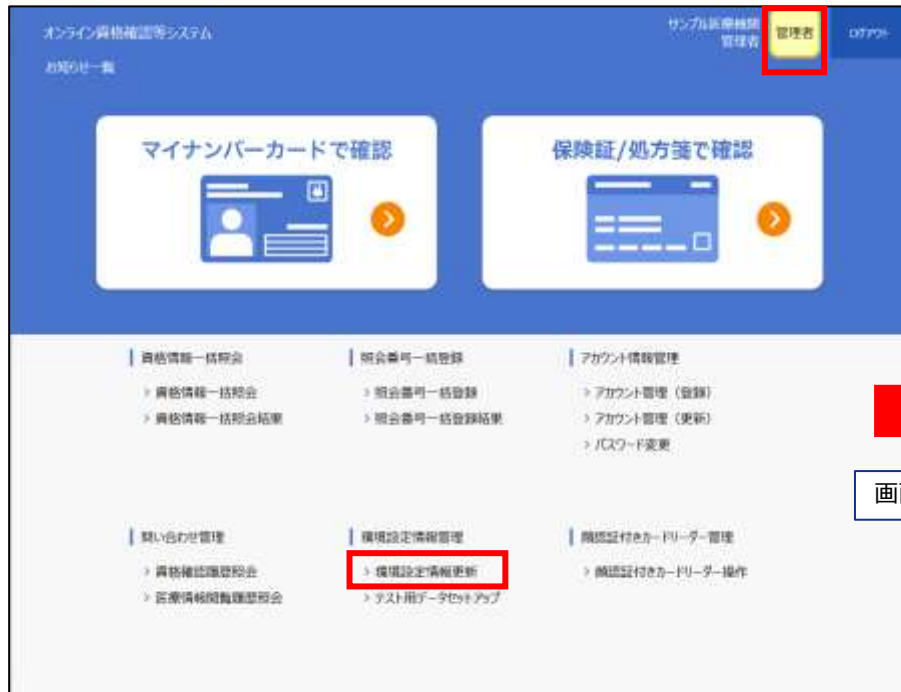 オンライン資格確認等システム
サンプル医療機関
管理者
管理者
ログアウト
お知らせ一覧
マイナンバーカードで確認
保険証/処方箋で確認
資格情報一括照会
照会番号一括登録
アカウント情報管理
> 資格情報一括照会
> 照会番号一括登録
> アカウント管理（登録）
> 資格情報一括照会結果
> 照会番号一括登録結果
> アカウント管理（更新）
> パスワード変更
画
問い合わせ管理
環境設定情報管理
顔認証付きカードリーダー管理
> 資格確認履歴照会
> 環境設定情報更新
> 顔認証付きカードリーダー操作
> 医療情報閲覧履歴照会
> テスト用データセットアップ